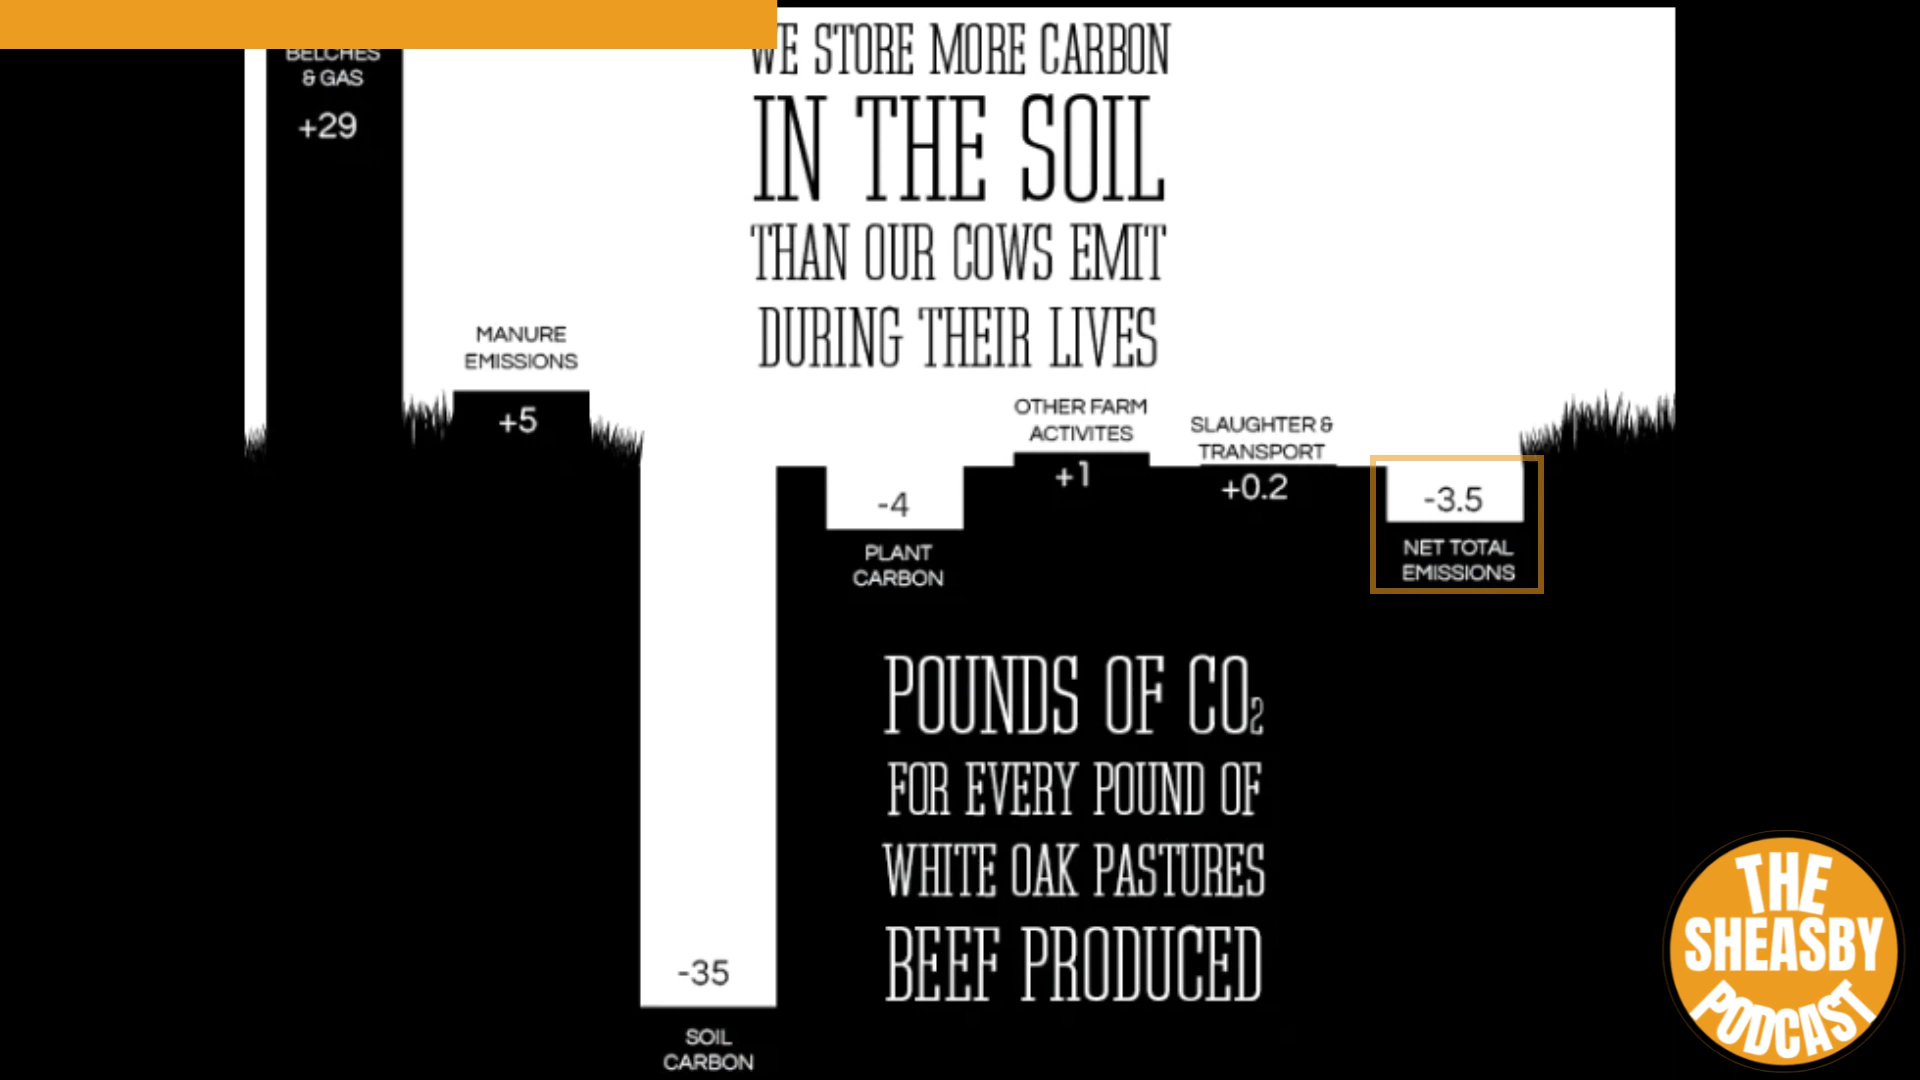 BELCHES
& GAS
+29
WE STORE MORE CARBON
IN THE SOIL
THAN OUR COWS EMIT
DURING THEIR LIVES
MANURE
EMISSIONS
+5
OTHER FARM
ACTIVITES
+1
SLAUGHTER &
TRANSPORT
+0.2
-4
PLANT
CARBON
-3.5
NET TOTAL
EMISSIONS
POUNDS OF CO₂
FOR EVERY POUND OF
WHITE OAK PASTURES
BEEF PRODUCED
-35
SOIL
CARBON
THE
SHEASBY
PODCAST